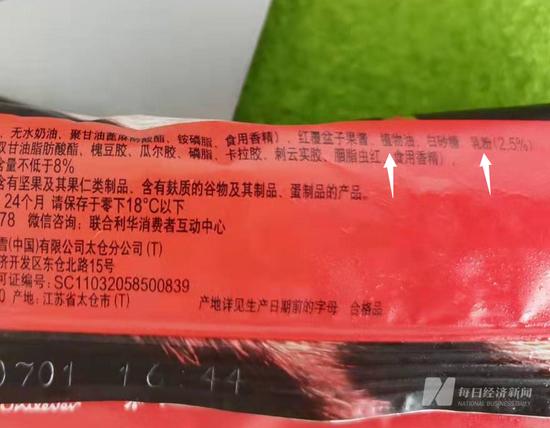 、无水奶油、聚甘油蓖麻醇酸酯、铵磷脂、食用香精） 红覆盆子果酱、植物油、白砂糖、乳粉(2.5%)
双甘油脂肪酸酯、槐豆胶、瓜尔胶、磷脂、卡拉胶、刺云实胶、胭脂虫红、食用香精）、
含量不低于8%
含有坚果及其果仁类制品、含有麸质的谷物及其制品、蛋制品的产品。
24个月 请保存于零下18°C以下
78 微信咨询：联合利华消费者互动中心
雪(中国)有限公司太仓分公司 (T)
济开发区东仓北路15号
可证编号：SC11032058500839
0 产地：江苏省太仓市 (T) 产地详见生产日期前的字母 合格品
0701 16:44
每日经济新闻
NATIONAL BUSINESS DAILY
Unilever